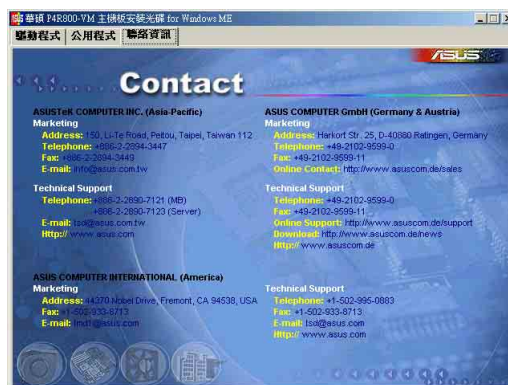 華碩 P4R800-VM 主機板安裝光碟 for Windows ME
驅動程式 公用程式 聯絡資訊
ASUS
Contact
ASUSTeK COMPUTER INC. (Asia-Pacific)
Marketing
Address: 150, Li-Te Road, Peitou, Taipei, Taiwan 112
Telephone: +886-2-2894-3447
Fax: +886-2-2894-3449
E-mail: info@asus.com.tw
Technical Support
Telephone: +886-2-2890-7121 (MB)
+886-2-2890-7123 (Server)
E-mail: tsd@asus.com.tw
Http:// www.asus.com
ASUS COMPUTER GmbH (Germany & Austria)
Marketing
Address: Harkort Str. 25, D-40880 Ratingen, Germany
Telephone: +49-2102-9599-0
Fax: +49-2102-9599-11
Online Contact: http://www.asuscom.de/sales
Technical Support
Telephone: +49-2102-9599-0
Fax: +49-2102-9599-11
Online Support: http://www.asuscom.de/support
Download: http://www.asuscom.de/news
Http:// www.asuscom.de
ASUS COMPUTER INTERNATIONAL (America)
Marketing
Address: 44370 Nobel Drive, Fremont, CA 94538, USA
Fax: +1-502-933-8713
E-mail: tmd1@asus.com
Technical Support
Telephone: +1-502-995-0883
Fax: +1-502-933-8713
E-mail: tsd@asus.com
Http:// www.asus.com